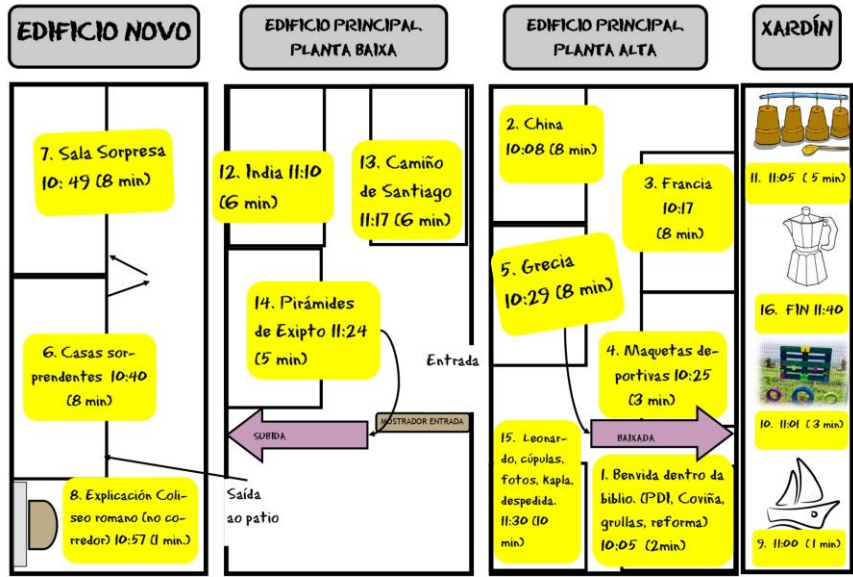 EDIFICIO NOVO
EDIFICIO PRINCIPAL
PLANTA BAIXA
EDIFICIO PRINCIPAL
PLANTA ALTA
XARDÍN
7. Sala Sorpresa
10: 49 (8 min)
6. Casas sor-
prendentes 10:40
(8 min)
8. Explicación Coli-
seo romano (no co-
rredor) 10:57 (1 min.)
12. India 11:10
(6 min)
13. Camiño
de Santiago
11:17 (6 min)
14. Pirámides
de Exipto 11:24
(5 min)
Entrada
SUBIDA
MOSTRADOR ENTRADA
Saída
ao patio
2. China
10:08 (8 min)
3. Francia
10:17
(8 min)
5. Grecia
10:29 (8 min)
4. Maquetas de-
portivas 10:25
(3 min)
BAIXADA
15. Leonar-
do, cúpulas,
fotos, kapla,
despedida.
11:30 (10
min)
1. Benvida dentro da
biblio. (PDI, Coviña,
grullas, reforma)
10:05 (2min)
11. 11:05 ( 5 min)
16. FIN 11:40
10. 11:01 ( 3 min)
9. 11:00 ( 1 min)